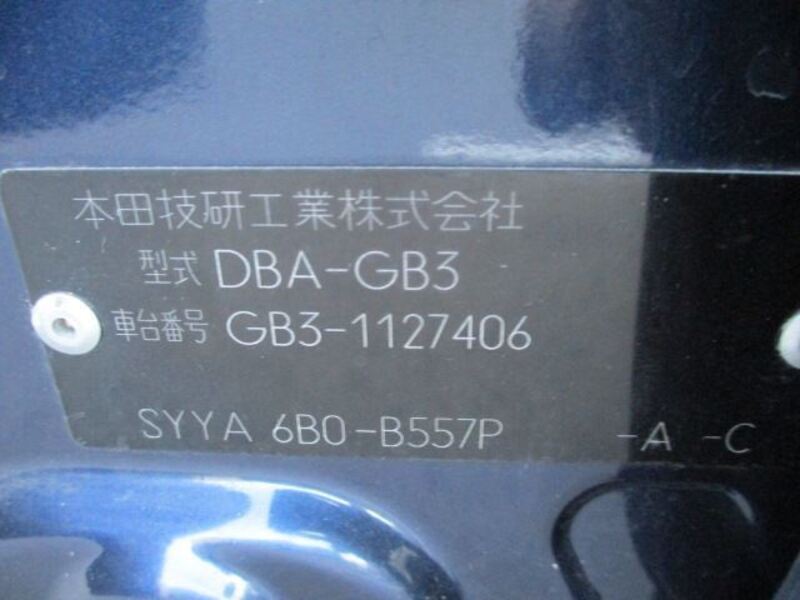 本田技研工業株式会社
型式 DBA-GB3
車台番号 GB3-1127406
SYYA 6B0-B557P -A -C